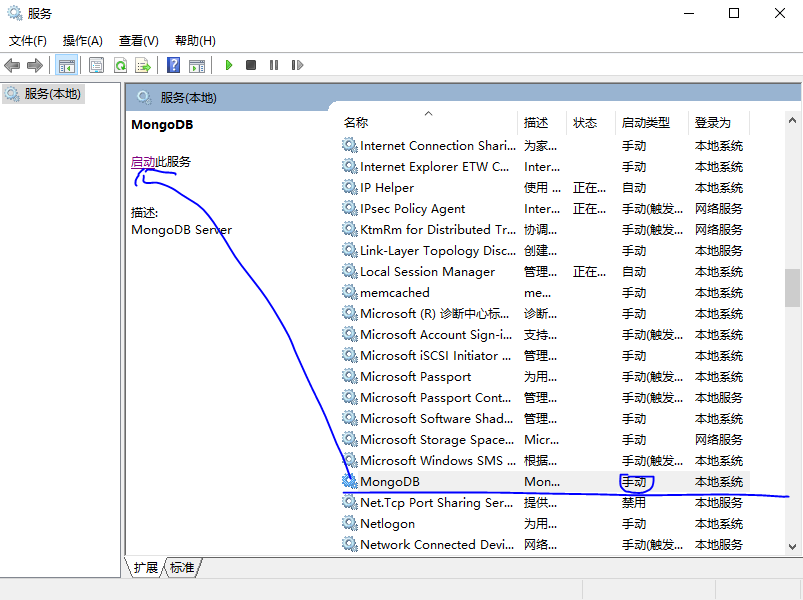 服务
文件(F) 操作(A) 查看(V) 帮助(H)
服务(本地)
服务(本地)
MongoDB
启动此服务
描述:
MongoDB Server
名称 描述 状态 启动类型 登录为
Internet Connection Shari... 为家... 手动 本地系统
Internet Explorer ETW C... Inter... 手动 本地系统
IP Helper 使用 ... 正在... 自动 本地系统
IPsec Policy Agent Inter... 正在... 手动(触发... 网络服务
KtmRm for Distributed Tr... 协调... 手动(触发... 网络服务
Link-Layer Topology Disc... 创建... 手动 本地服务
Local Session Manager 管理... 正在... 自动 本地系统
memcached me... 手动 本地系统
Microsoft (R) 诊断中心标... 诊断... 手动 本地系统
Microsoft Account Sign-i... 支持... 手动(触发... 本地系统
Microsoft iSCSI Initiator ... 管理... 手动 本地系统
Microsoft Passport 为用... 手动(触发... 本地系统
Microsoft Passport Cont... 管理... 手动(触发... 本地服务
Microsoft Software Shad... 管理... 手动 本地系统
Microsoft Storage Space... Micr... 手动 网络服务
Microsoft Windows SMS ... 根据... 手动(触发... 本地系统
MongoDB Mon... 手动 本地系统
Net.Tcp Port Sharing Ser... 提供... 禁用 本地服务
Netlogon 为用... 手动 本地系统
Network Connected Devi... 网络... 手动(触发... 本地服务
扩展 标准